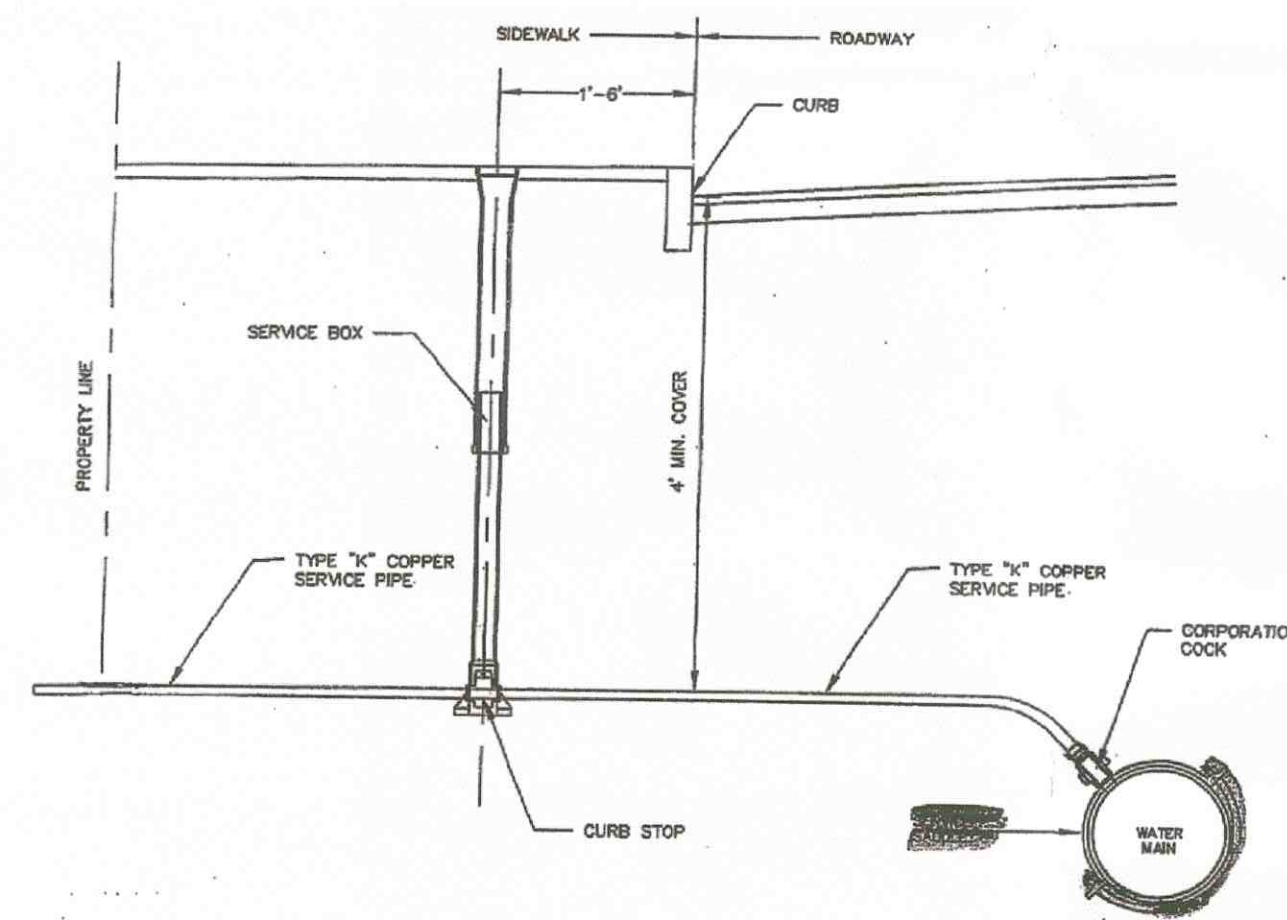 SIDEWALK
ROADWAY
1'-6'
CURB
SERVICE BOX
PROPERTY LINE
4' MIN. COVER
TYPE "K" COPPER
SERVICE PIPE.
TYPE "K" COPPER
SERVICE PIPE.
CORPORATIO
COCK
CURB STOP
WATER
MAIN